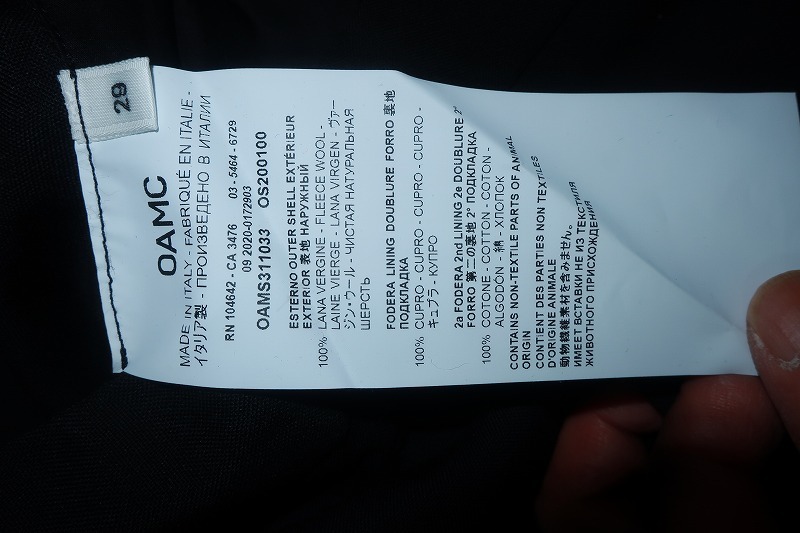 29
OAMC
MADE IN ITALY - FABRIQUÉ EN ITALIE -
イタリア製 - ПРОИЗВЕДЕНО В ИТАЛИИ
RN 104642 - CA 3476 03 - 5464 - 6729
09 2020-0172903
OAMS311033 OS200100
ESTERNO OUTER SHELL EXTÉRIEUR
EXTERIOR 表地 НАРУЖНЫЙ
100% LANA VERGINE - FLEECE WOOL -
LAINE VIERGE - LANA VIRGEN - ヴァー
ジン・ウール - ЧИСТАЯ НАТУРАЛЬНАЯ
ШЕРСТЬ
FODERA LINING DOUBLURE FORRO 裏地
ПОДКЛАДКА
100% CUPRO - CUPRO - CUPRO - CUPRO -
キュプラ - КУПРО
2a FODERA 2nd LINING 2e DOUBLURE 2°
FORRO 第二の裏地 2° ПОДКЛАДКА
100% COTONE - COTTON - COTON -
ALGODÓN - 綿 - ХЛОПОК
CONTAINS NON-TEXTILE PARTS OF ANIMAL
ORIGIN
CONTIENT DES PARTIES NON TEXTILES
D'ORIGINE ANIMALE
動物繊維素材を含みません。
ИМЕЕТ ВСТАВКИ НЕ ИЗ ТЕКСТИЛЯ
ЖИВОТНОГО ПРОИСХОЖДЕНИЯ